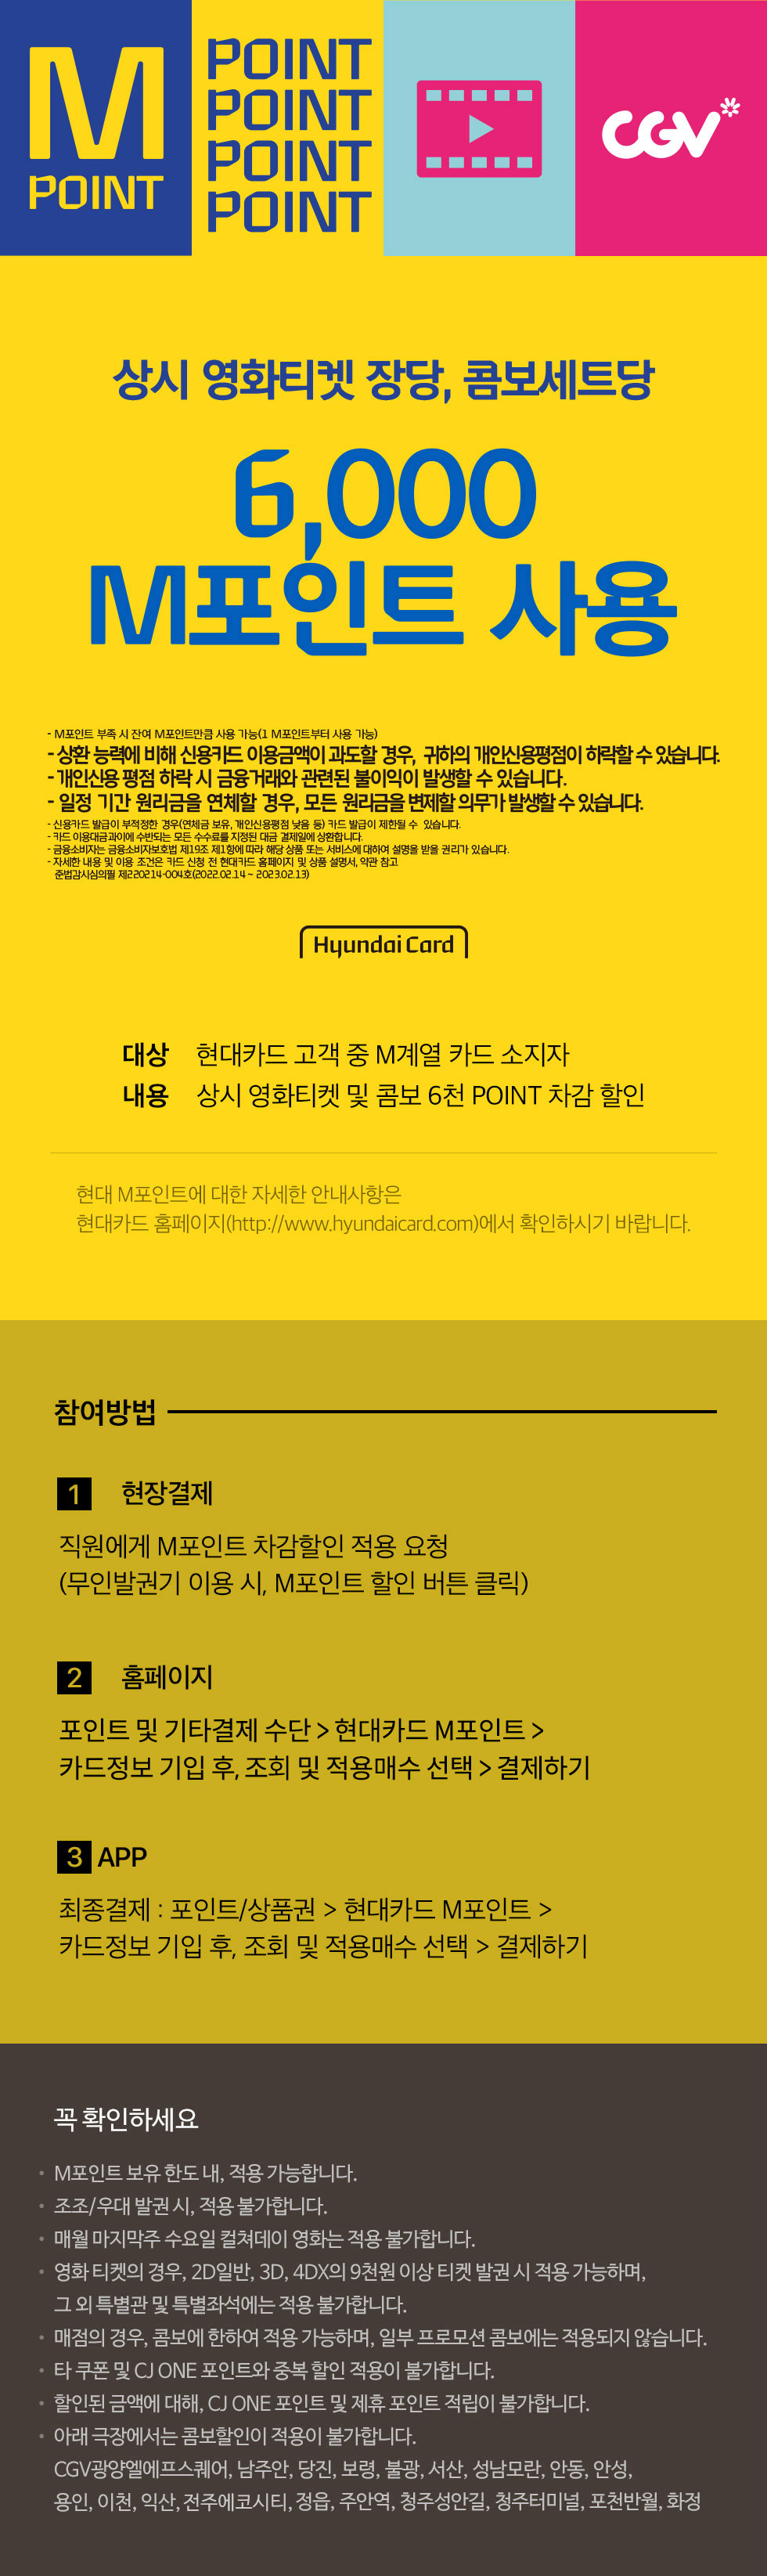 M
POINT
POINT
POINT
POINT
POINT
CGV
상시 영화티켓 장당, 콤보세트당
6,000
M포인트 사용
- M포인트 부족 시 잔여 M포인트만큼 사용 가능(1 M포인트부터 사용 가능)
- 상환 능력에 비해 신용카드 이용금액이 과도할 경우, 귀하의 개인신용평점이 하락할 수 있습니다.
- 개인신용 평점 하락 시 금융거래와 관련된 불이익이 발생할 수 있습니다.
- 일정 기간 원리금을 연체할 경우, 모든 원리금을 변제할 의무가 발생할 수 있습니다.
- 신용카드 발급이 부적정한 경우(연체금 보유, 개인신용평점 낮음 등) 카드 발급이 제한될 수 있습니다.
- 카드 이용대금과이에 수반되는 모든 수수료를 지정된 대금 결제일에 상환합니다.
- 금융소비자는 금융소비자보호법 제19조 제1항에 따라 해당 상품 또는 서비스에 대하여 설명을 받을 권리가 있습니다.
- 자세한 내용 및 이용 조건은 카드 신청 전 현대카드 홈페이지 및 상품 설명서, 약관 참고
준법감시심의필 제220214-004호(2022.02.14 ~ 2023.02.13)
Hyundai Card
대상 현대카드 고객 중 M계열 카드 소지자
내용 상시 영화티켓 및 콤보 6천 POINT 차감 할인
현대 M포인트에 대한 자세한 안내사항은
현대카드 홈페이지(http://www.hyundaicard.com)에서 확인하시기 바랍니다.
참여방법
1 현장결제
직원에게 M포인트 차감할인 적용 요청
(무인발권기 이용 시, M포인트 할인 버튼 클릭)
2 홈페이지
포인트 및 기타결제 수단 > 현대카드 M포인트 >
카드정보 기입 후, 조회 및 적용매수 선택 > 결제하기
3 APP
최종결제 : 포인트/상품권 > 현대카드 M포인트 >
카드정보 기입 후, 조회 및 적용매수 선택 > 결제하기
꼭 확인하세요
• M포인트 보유 한도 내, 적용 가능합니다.
• 조조/우대 발권 시, 적용 불가합니다.
• 매월 마지막주 수요일 컬쳐데이 영화는 적용 불가합니다.
• 영화 티켓의 경우, 2D일반, 3D, 4DX의 9천원 이상 티켓 발권 시 적용 가능하며,
그 외 특별관 및 특별좌석에는 적용 불가합니다.
• 매점의 경우, 콤보에 한하여 적용 가능하며, 일부 프로모션 콤보에는 적용되지 않습니다.
• 타 쿠폰 및 CJ ONE 포인트와 중복 할인 적용이 불가합니다.
• 할인된 금액에 대해, CJ ONE 포인트 및 제휴 포인트 적립이 불가합니다.
• 아래 극장에서는 콤보할인이 적용이 불가합니다.
CGV광양엘에프스퀘어, 남주안, 당진, 보령, 불광, 서산, 성남모란, 안동, 안성,
용인, 이천, 익산, 전주에코시티, 정읍, 주안역, 청주성안길, 청주터미널, 포천반월, 화정